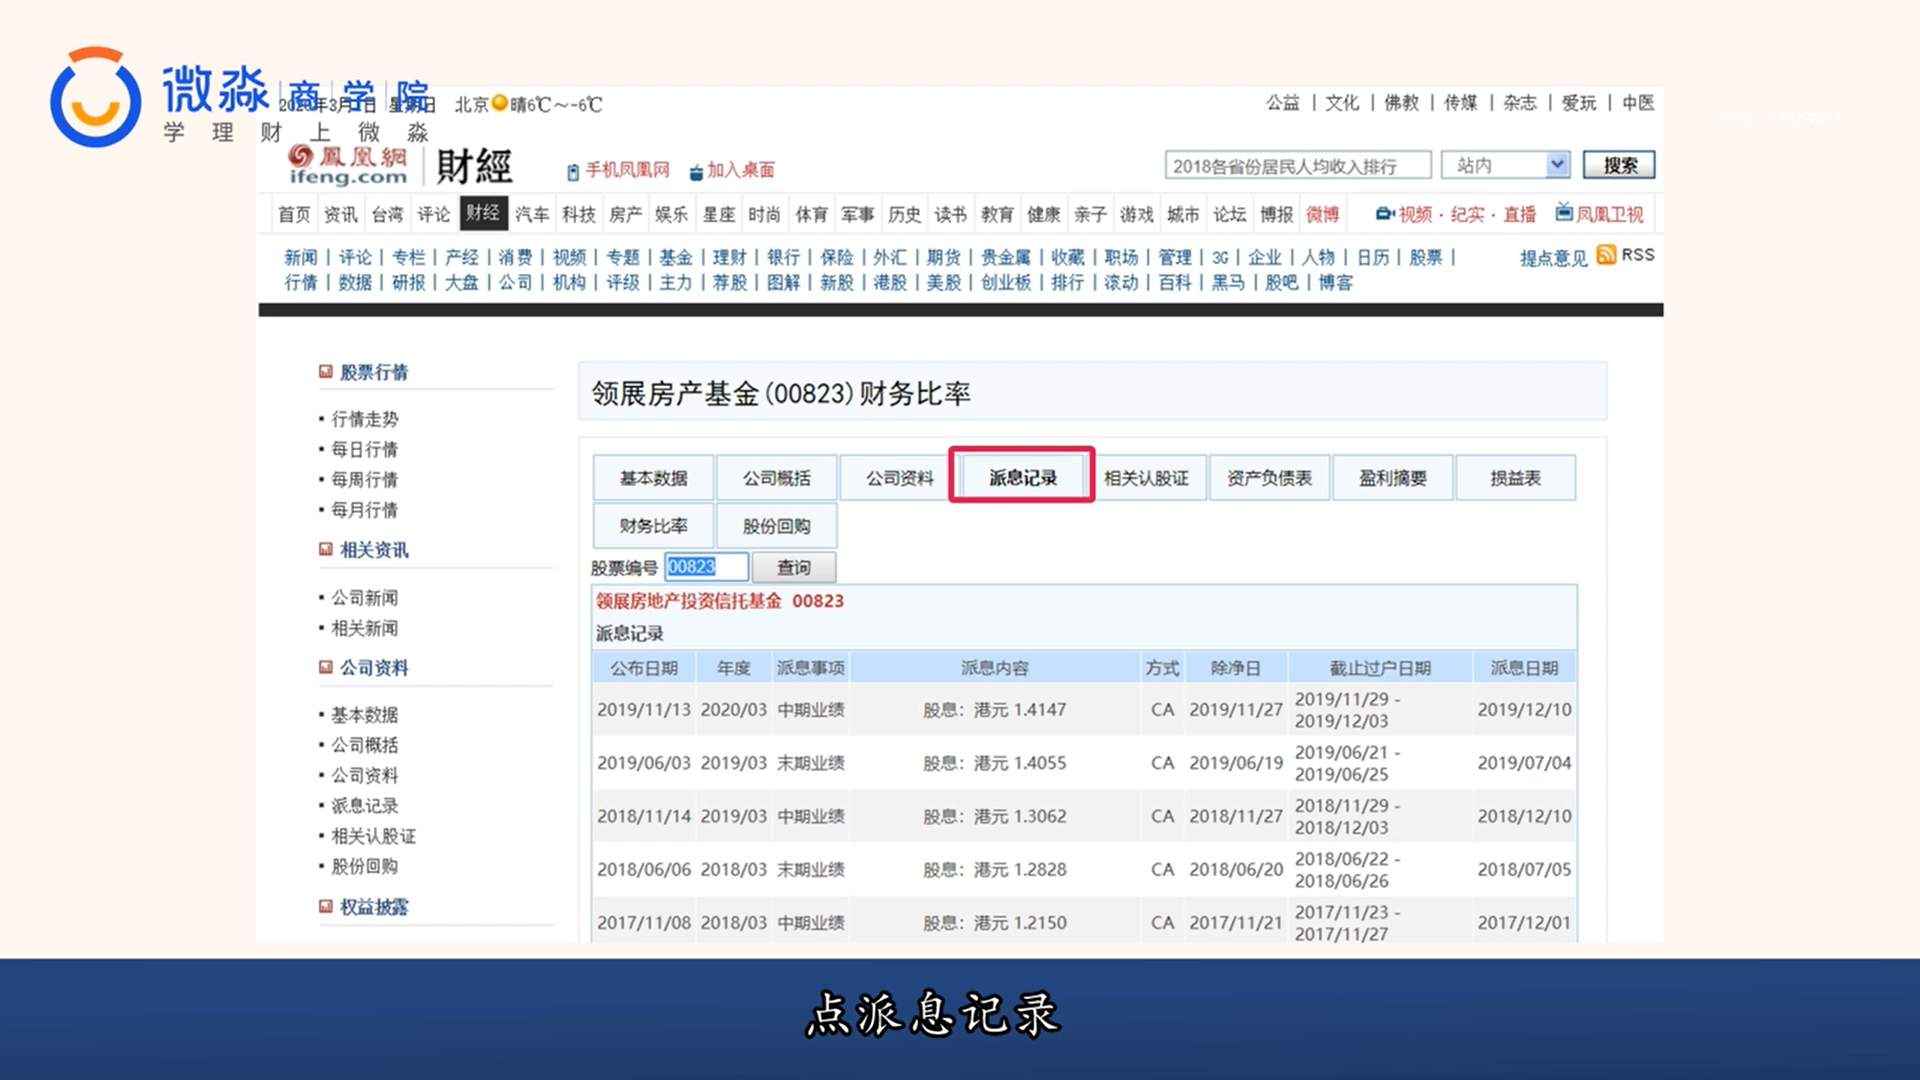 微淼商学院
学理财上微淼
北京 晴6℃~-6℃
公益 | 文化 | 佛教 | 传媒 | 杂志 | 爱玩 | 中医
学号：11184911
鳳凰網 財經
ifeng.com
手机凤凰网 加入桌面
2018各省份居民人均收入排行 站内 搜索
首页 资讯 台湾 评论 财经 汽车 科技 房产 娱乐 星座 时尚 体育 军事 历史 读书 教育 健康 亲子 游戏 城市 论坛 博报 微博 视频·纪实·直播 凤凰卫视
新闻 | 评论 | 专栏 | 产经 | 消费 | 视频 | 专题 | 基金 | 理财 | 银行 | 保险 | 外汇 | 期货 | 贵金属 | 收藏 | 职场 | 管理 | 3G | 企业 | 人物 | 日历 | 股票 | 提点意见 RSS
行情 | 数据 | 研报 | 大盘 | 公司 | 机构 | 评级 | 主力 | 荐股 | 图解 | 新股 | 港股 | 美股 | 创业板 | 排行 | 滚动 | 百科 | 黑马 | 股吧 | 博客
股票行情
行情走势
每日行情
每周行情
每月行情
相关资讯
公司新闻
相关新闻
公司资料
基本数据
公司概括
公司资料
派息记录
相关认股证
股份回购
权益披露
领展房产基金(00823)财务比率
基本数据 公司概括 公司资料 派息记录 相关认股证 资产负债表 盈利摘要 损益表
财务比率 股份回购
股票编号 00823 查询
领展房地产投资信托基金 00823
派息记录
公布日期 年度 派息事项 派息内容 方式 除净日 截止过户日期 派息日期
2019/11/13 2020/03 中期业绩 股息：港元 1.4147 CA 2019/11/27 2019/11/29 - 2019/12/03 2019/12/10
2019/06/03 2019/03 末期业绩 股息：港元 1.4055 CA 2019/06/19 2019/06/21 - 2019/06/25 2019/07/04
2018/11/14 2019/03 中期业绩 股息：港元 1.3062 CA 2018/11/27 2018/11/29 - 2018/12/03 2018/12/10
2018/06/06 2018/03 末期业绩 股息：港元 1.2828 CA 2018/06/20 2018/06/22 - 2018/06/26 2018/07/05
2017/11/08 2018/03 中期业绩 股息：港元 1.2150 CA 2017/11/21 2017/11/23 - 2017/11/27 2017/12/01
点派息记录